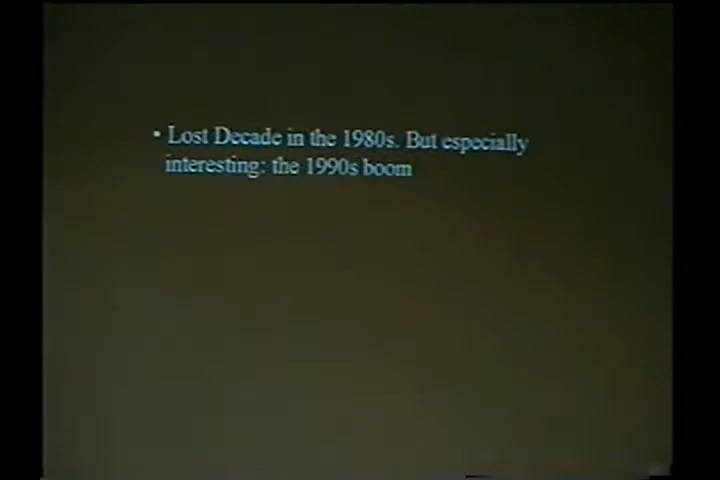 • Lost Decade in the 1980s. But especially
interesting: the 1990s boom